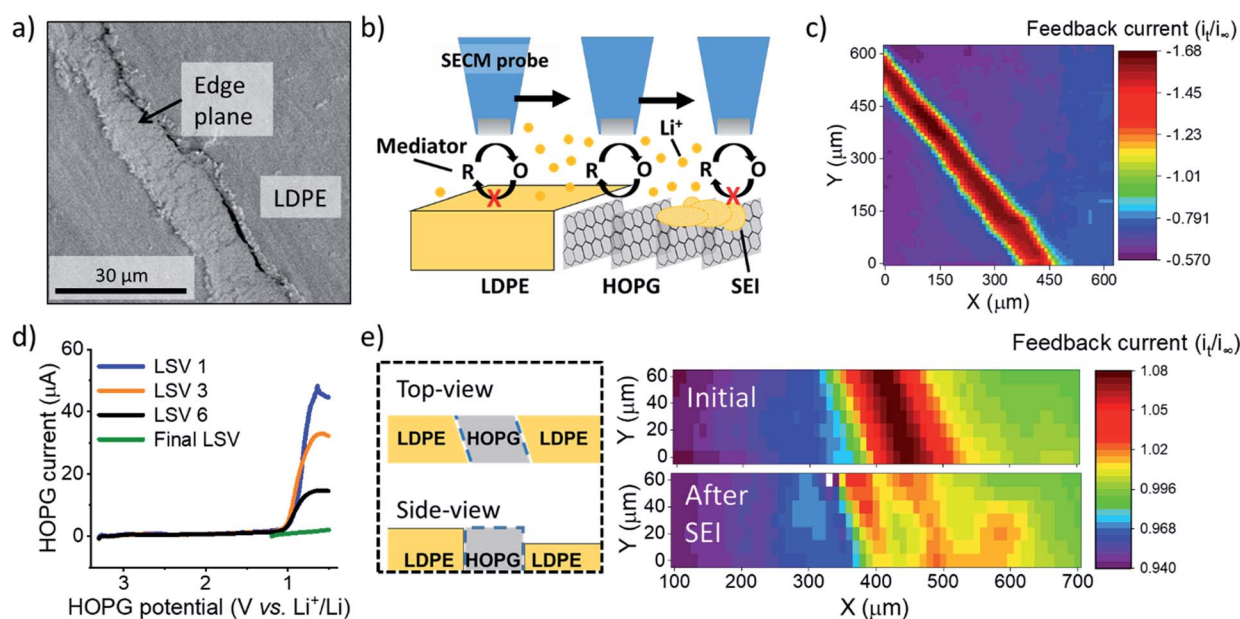 a)
Edge
plane
LDPE
30 μm
b)
SECM probe
Mediator
Li+
R O R O R O
X X
LDPE HOPG SEI
c)
Feedback current (it/i∞)
Y (μm)
600
450
300
150
0
0 150 300 450 600
X (μm)
-1.68
-1.45
-1.23
-1.01
-0.791
-0.570
d)
HOPG current (μA)
60
40
20
0
LSV 1
LSV 3
LSV 6
Final LSV
3 2 1
HOPG potential (V vs. Li+/Li)
e)
Top-view
LDPE HOPG LDPE
Side-view
LDPE HOPG LDPE
Feedback current (it/i∞)
Y (μm)
60
40
20
0
Initial
Y (μm)
60
40
20
0
After
SEI
100 200 300 400 500 600 700
X (μm)
1.08
1.05
1.02
0.996
0.968
0.940